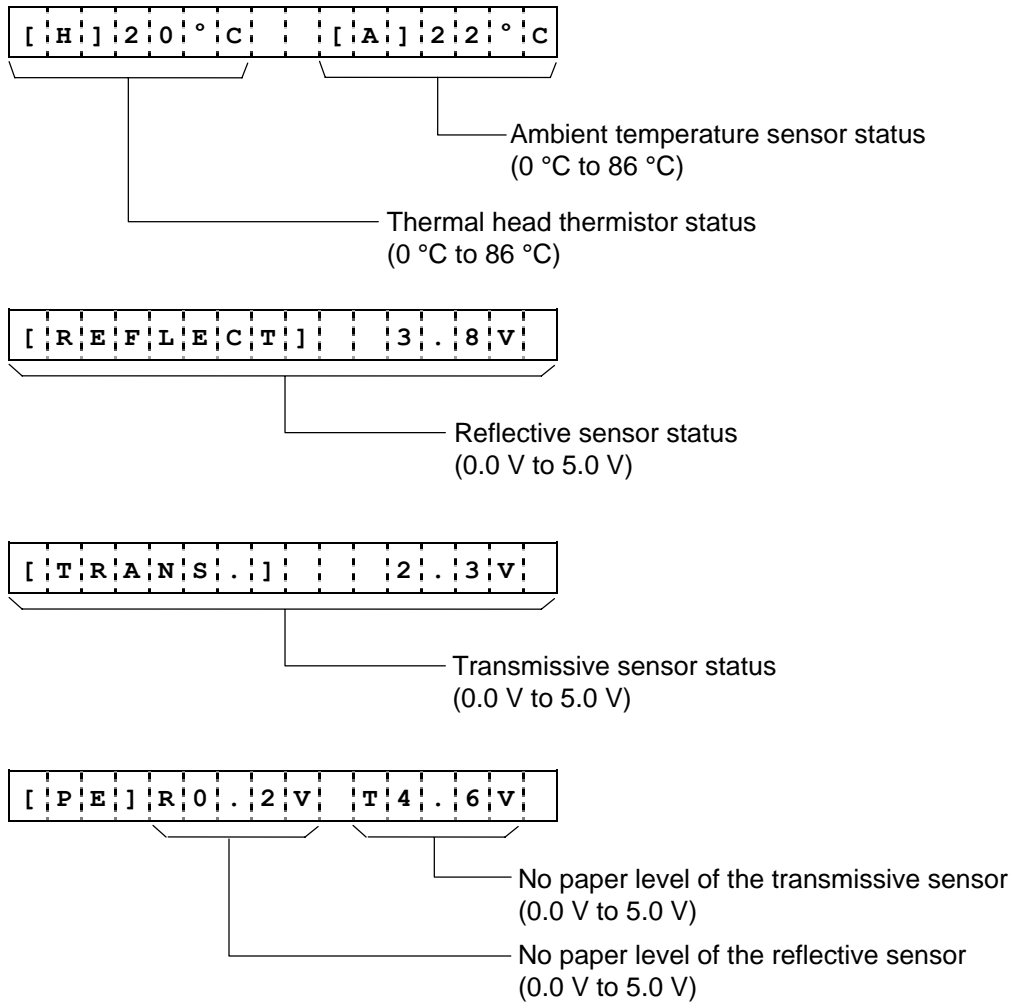 [H]20°C  [A]22°C
Ambient temperature sensor status
(0 °C to 86 °C)
Thermal head thermistor status
(0 °C to 86 °C)
[REFLECT]  3.8V
Reflective sensor status
(0.0 V to 5.0 V)
[TRANS.]   2.3V
Transmissive sensor status
(0.0 V to 5.0 V)
[PE]R0.2V T4.6V
No paper level of the transmissive sensor
(0.0 V to 5.0 V)
No paper level of the reflective sensor
(0.0 V to 5.0 V)